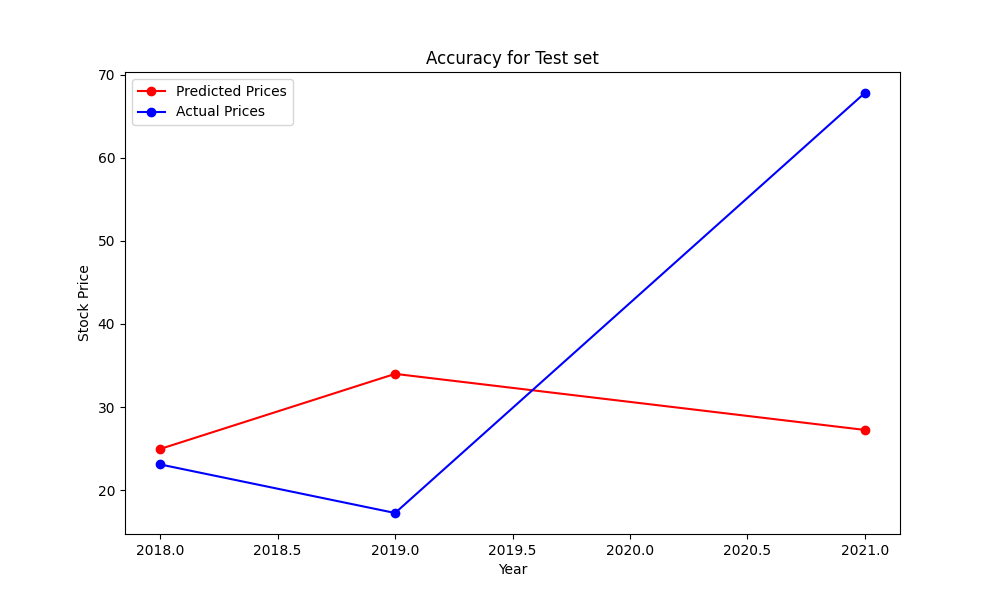 Accuracy for Test set
Predicted Prices
Actual Prices
70
60
50
40
30
20
Stock Price
2018.0 2018.5 2019.0 2019.5 2020.0 2020.5 2021.0
Year